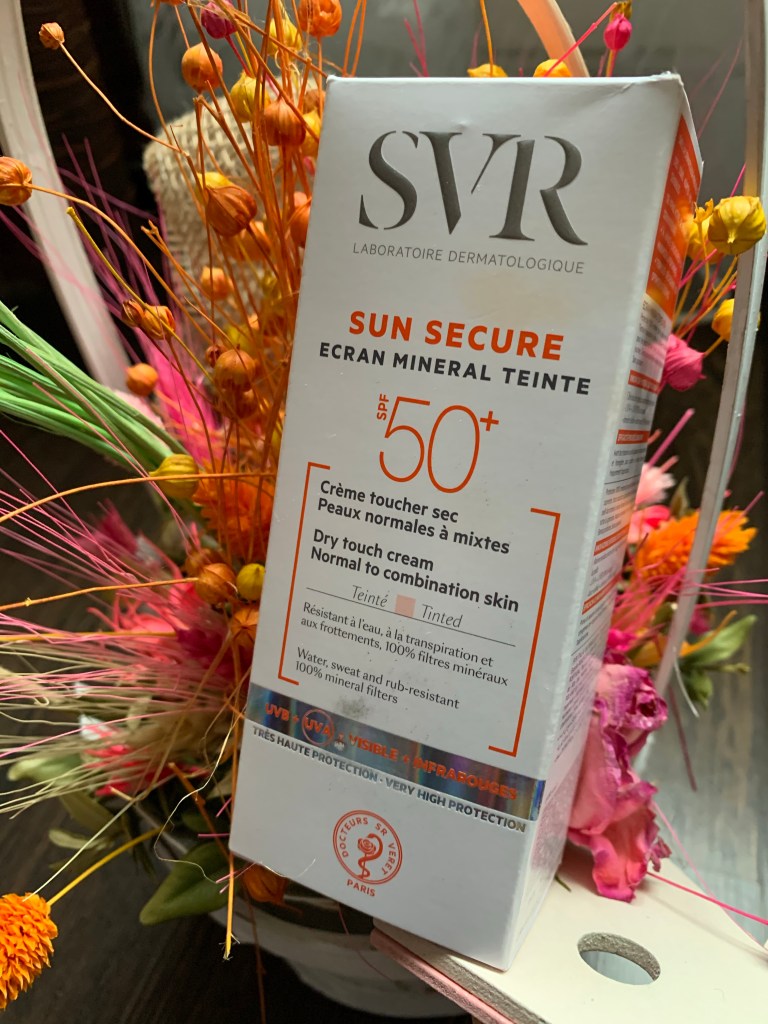 SVR
LABORATOIRE DERMATOLOGIQUE
SUN SECURE
ECRAN MINERAL TEINTE
SPF
50+
Crème toucher sec
Peaux normales à mixtes
Dry touch cream
Normal to combination skin
Teinté Tinted
Résistant à l'eau, à la transpiration et
aux frottements, 100% filtres minéraux
Water, sweat and rub-resistant
100% mineral filters
UVB + UVA + VISIBLE + INFRAROUGES
TRÈS HAUTE PROTECTION - VERY HIGH PROTECTION
DOCTEURS SR VERET
PARIS